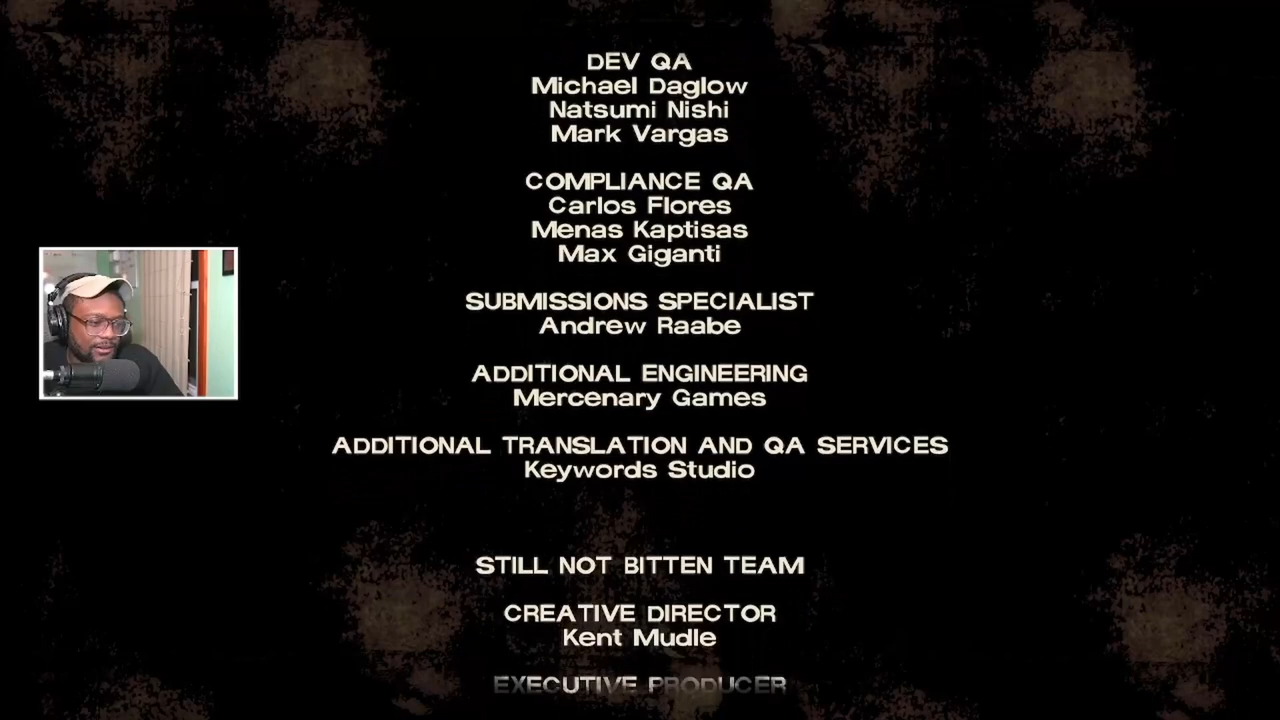 DEV QA
Michael Daglow
Natsumi Nishi
Mark Vargas
COMPLIANCE QA
Carlos Flores
Menas Kaptisas
Max Giganti
SUBMISSIONS SPECIALIST
Andrew Raabe
ADDITIONAL ENGINEERING
Mercenary Games
ADDITIONAL TRANSLATION AND QA SERVICES
Keywords Studio
STILL NOT BITTEN TEAM
CREATIVE DIRECTOR
Kent Mudle
EXECUTIVE PRODUCER